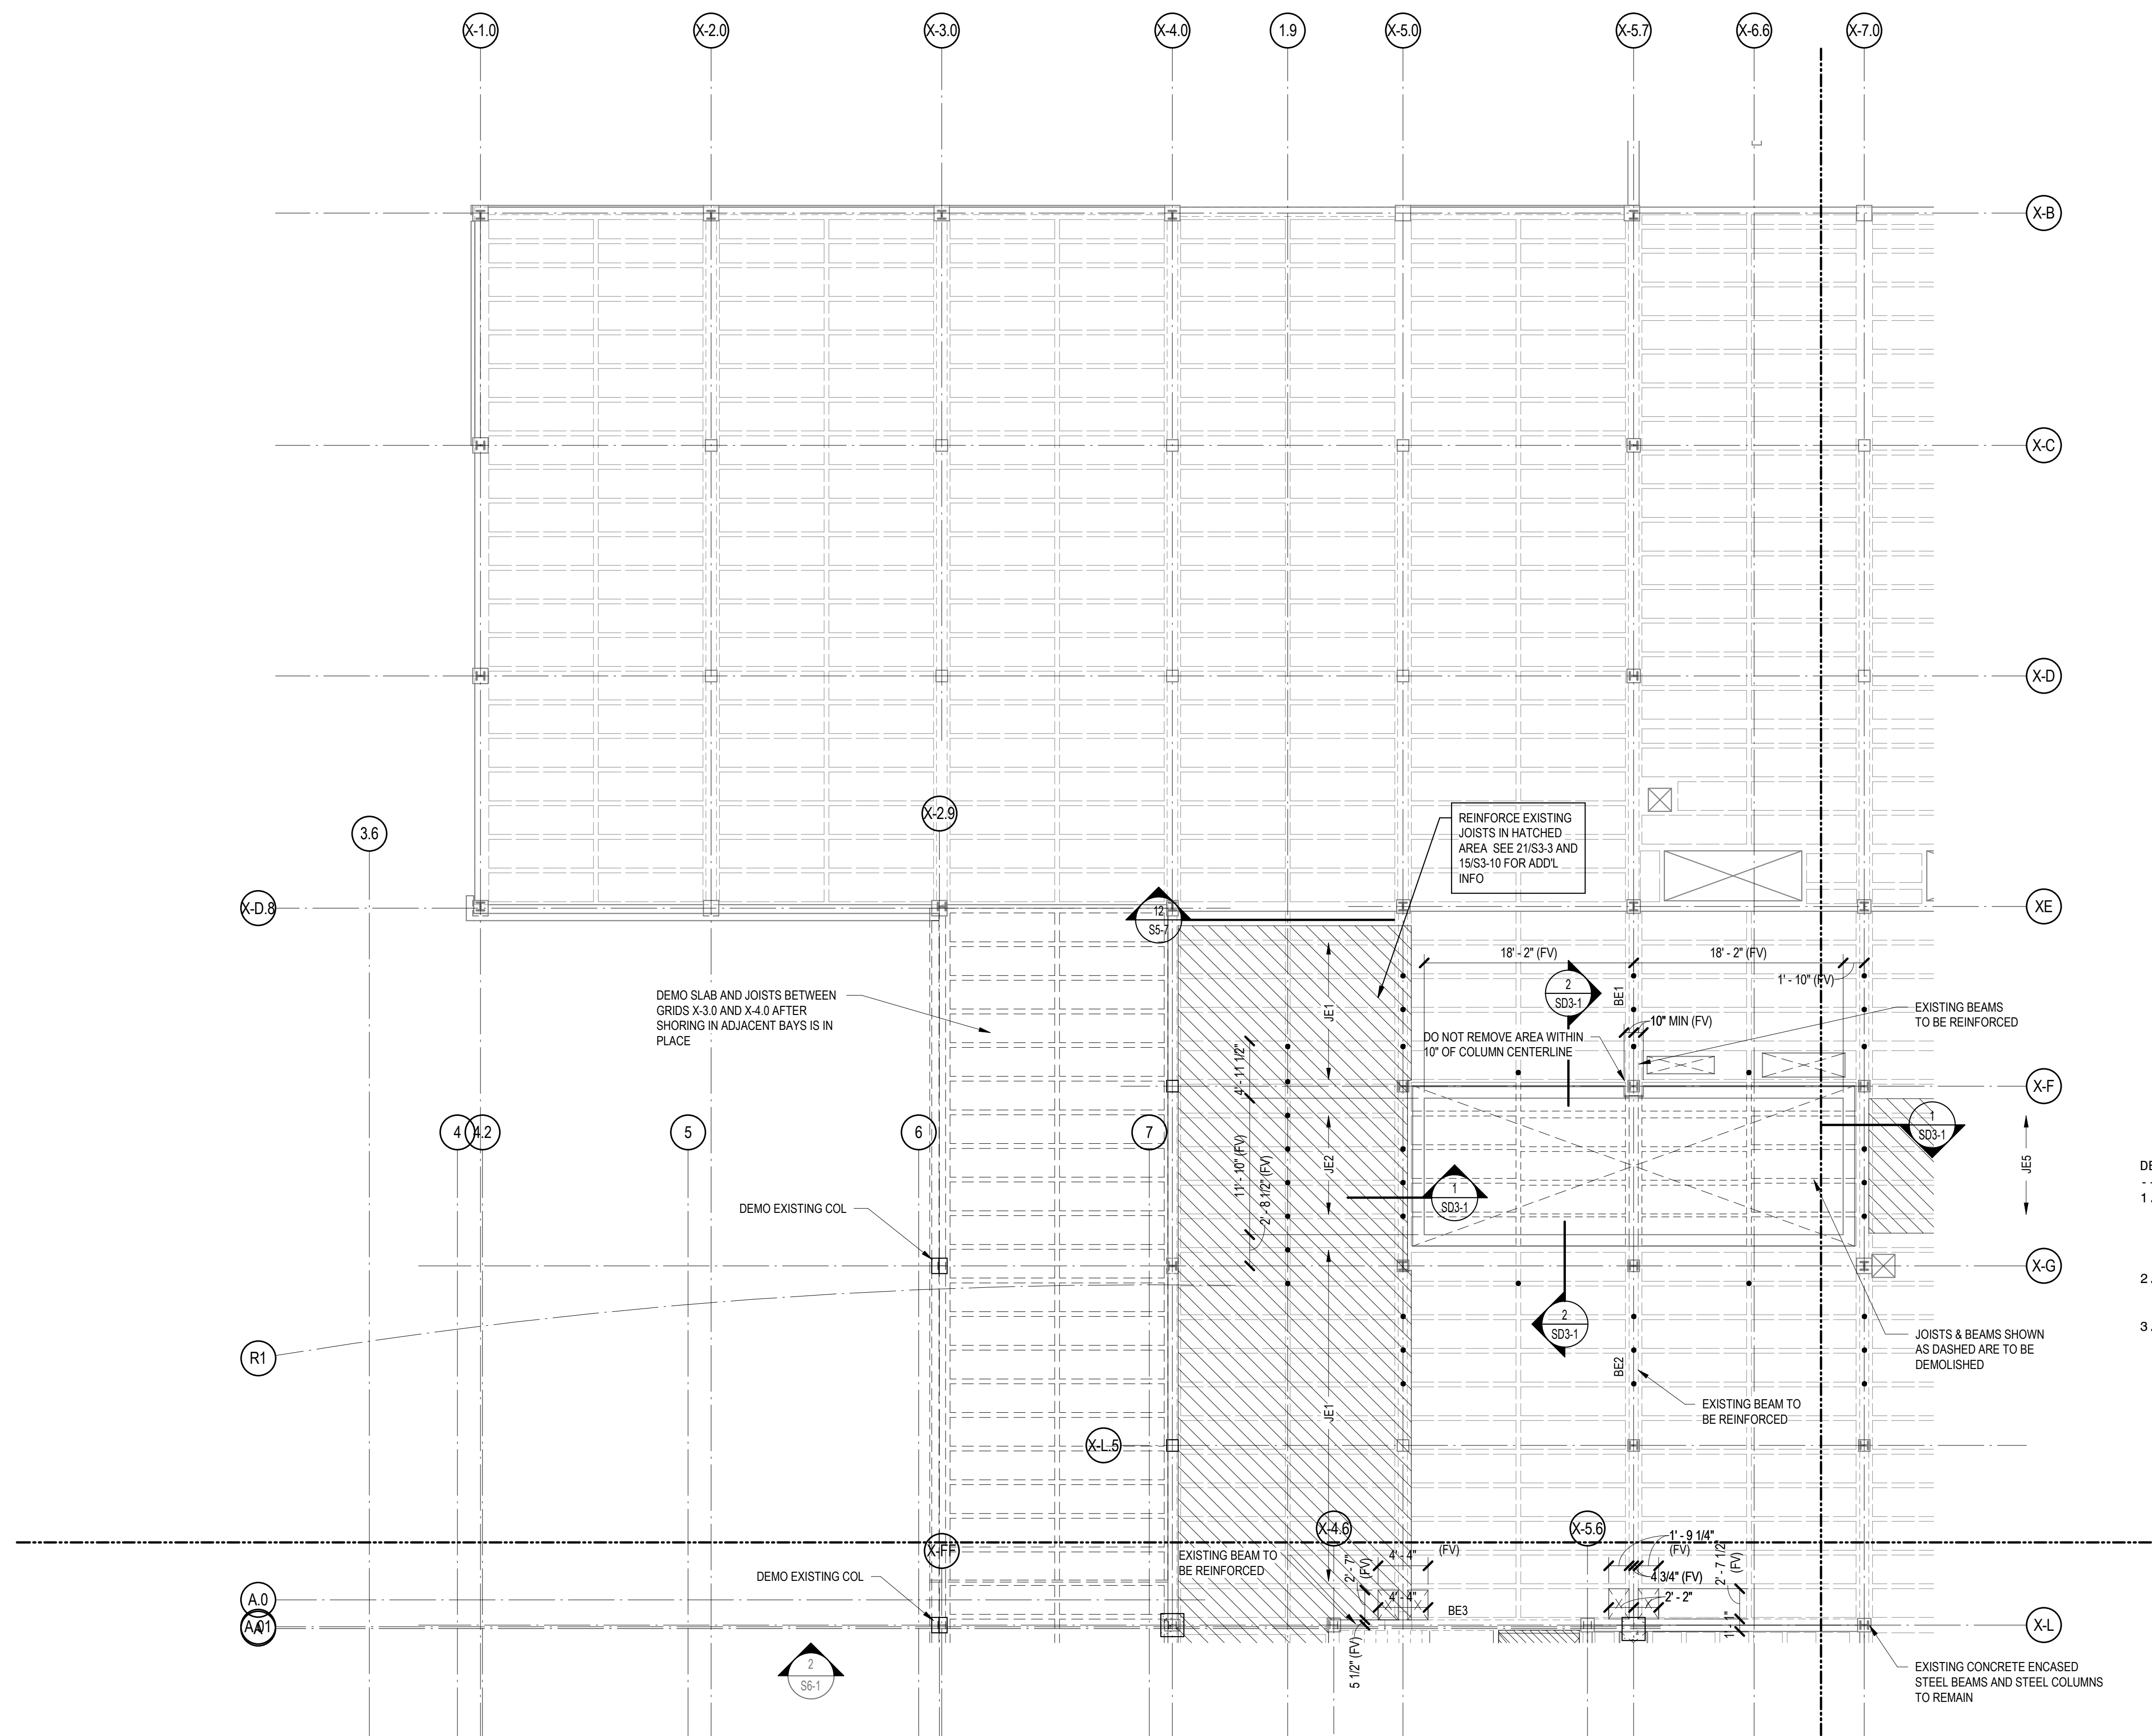 X-1.0
X-2.0
X-3.0
X-4.0
1.9
X-5.0
X-5.7
X-6.6
X-7.0
X-B
X-C
X-D
X-2.9
3.6
REINFORCE EXISTING
JOISTS IN HATCHED
AREA SEE 21/S3-3 AND
15/S3-10 FOR ADD'L
INFO
X-D.8
12
S5-7
XE
18' - 2" (FV)
18' - 2" (FV)
1' - 10" (FV)
2
SD3-1
BE1
JE1
DEMO SLAB AND JOISTS BETWEEN
GRIDS X-3.0 AND X-4.0 AFTER
SHORING IN ADJACENT BAYS IS IN
PLACE
EXISTING BEAMS
TO BE REINFORCED
10" MIN (FV)
DO NOT REMOVE AREA WITHIN
10" OF COLUMN CENTERLINE
4' - 11 1/2"
X-F
4
4.2
5
6
7
1
SD3-1
11' - 10" (FV)
2' - 8 1/2" (FV)
JE2
JE5
1
SD3-1
DEMO EXISTING COL
X-G
2
SD3-1
R1
JOISTS & BEAMS SHOWN
AS DASHED ARE TO BE
DEMOLISHED
BE2
EXISTING BEAM TO
BE REINFORCED
JE1
X-L.5
X-4.6
X-5.6
X-FF
EXISTING BEAM TO
BE REINFORCED
2' - 7"
(FV)
4' - 4"
(FV)
4' - 4"
1' - 9 1/4"
(FV)
4 3/4" (FV)
2' - 7 1/2"
(FV)
2' - 2"
1' - 1"
BE3
5 1/2" (FV)
DEMO EXISTING COL
A.0
A.01
A
X-L
2
S6-1
EXISTING CONCRETE ENCASED
STEEL BEAMS AND STEEL COLUMNS
TO REMAIN
DE
1.
2.
3.